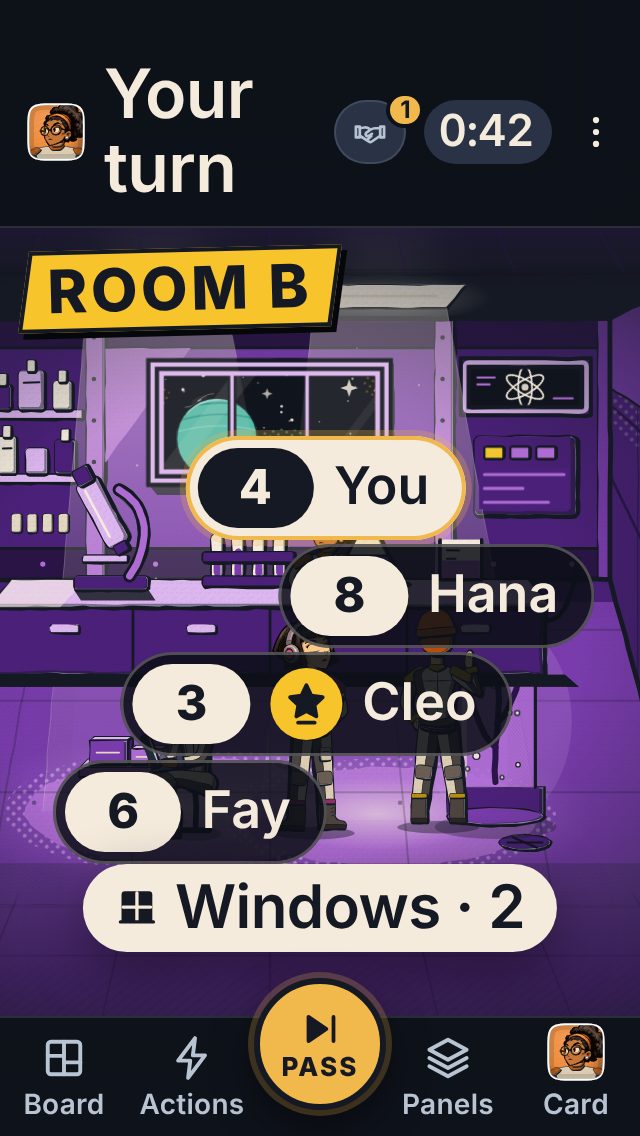 Your
turn
1
0:42
ROOM B
4 You
8 Hana
3 Cleo
6 Fay
Windows · 2
PASS
Board
Actions
Panels
Card